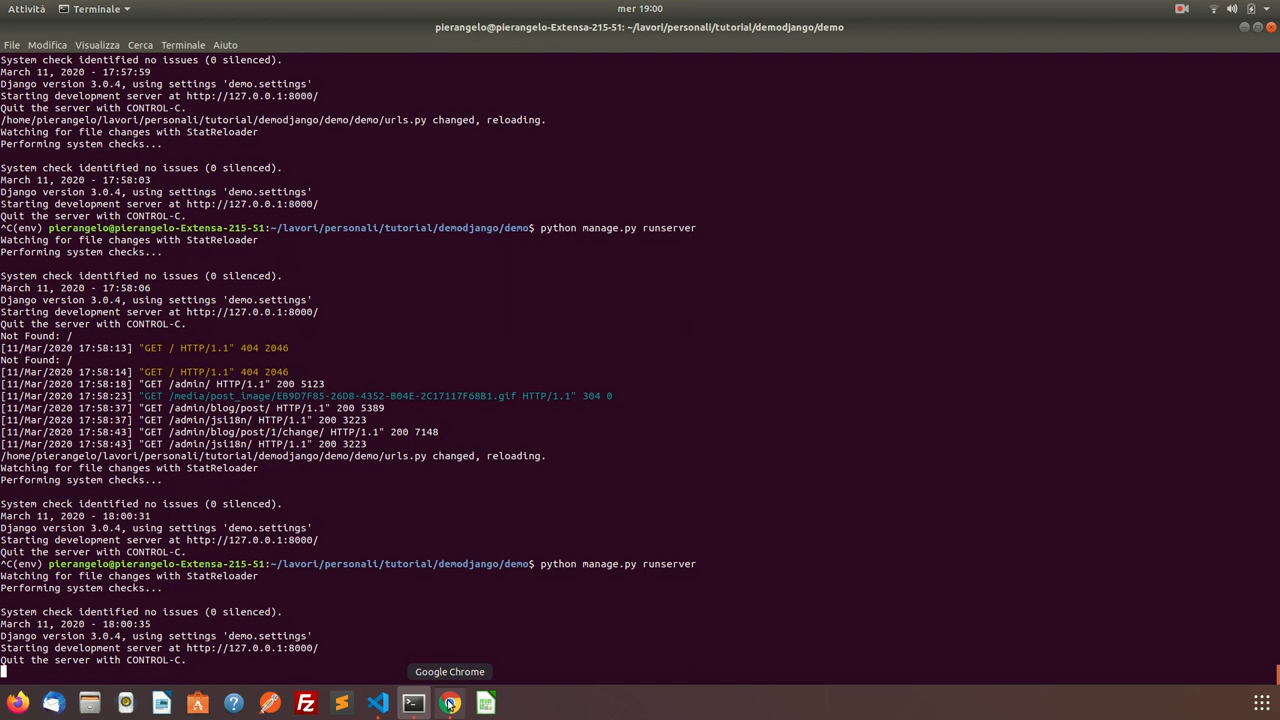 Attività
Terminale
mer 19:00
pierangelo@pierangelo-Extensa-215-51: ~/lavori/personali/tutorial/demodjango/demo
File Modifica Visualizza Cerca Terminale Aiuto
System check identified no issues (0 silenced).
March 11, 2020 - 17:57:59
Django version 3.0.4, using settings 'demo.settings'
Starting development server at http://127.0.0.1:8000/
Quit the server with CONTROL-C.
/home/pierangelo/lavori/personali/tutorial/demodjango/demo/demo/urls.py changed, reloading.
Watching for file changes with StatReloader
Performing system checks...
System check identified no issues (0 silenced).
March 11, 2020 - 17:58:03
Django version 3.0.4, using settings 'demo.settings'
Starting development server at http://127.0.0.1:8000/
Quit the server with CONTROL-C.
^C(env) pierangelo@pierangelo-Extensa-215-51:~/lavori/personali/tutorial/demodjango/demo$ python manage.py runserver
Watching for file changes with StatReloader
Performing system checks...
System check identified no issues (0 silenced).
March 11, 2020 - 17:58:06
Django version 3.0.4, using settings 'demo.settings'
Starting development server at http://127.0.0.1:8000/
Quit the server with CONTROL-C.
Not Found: /
[11/Mar/2020 17:58:13] "GET / HTTP/1.1" 404 2046
Not Found: /
[11/Mar/2020 17:58:14] "GET / HTTP/1.1" 404 2046
[11/Mar/2020 17:58:18] "GET /admin/ HTTP/1.1" 200 5123
[11/Mar/2020 17:58:23] "GET /media/post_image/EB9D7F85-26D8-4352-B04E-2C17117F68B1.gif HTTP/1.1" 304 0
[11/Mar/2020 17:58:37] "GET /admin/blog/post/ HTTP/1.1" 200 5389
[11/Mar/2020 17:58:37] "GET /admin/jsi18n/ HTTP/1.1" 200 3223
[11/Mar/2020 17:58:43] "GET /admin/blog/post/1/change/ HTTP/1.1" 200 7148
[11/Mar/2020 17:58:43] "GET /admin/jsi18n/ HTTP/1.1" 200 3223
/home/pierangelo/lavori/personali/tutorial/demodjango/demo/demo/urls.py changed, reloading.
Watching for file changes with StatReloader
Performing system checks...
System check identified no issues (0 silenced).
March 11, 2020 - 18:00:31
Django version 3.0.4, using settings 'demo.settings'
Starting development server at http://127.0.0.1:8000/
Quit the server with CONTROL-C.
^C(env) pierangelo@pierangelo-Extensa-215-51:~/lavori/personali/tutorial/demodjango/demo$ python manage.py runserver
Watching for file changes with StatReloader
Performing system checks...
System check identified no issues (0 silenced).
March 11, 2020 - 18:00:35
Django version 3.0.4, using settings 'demo.settings'
Starting development server at http://127.0.0.1:8000/
Quit the server with CONTROL-C.
Google Chrome